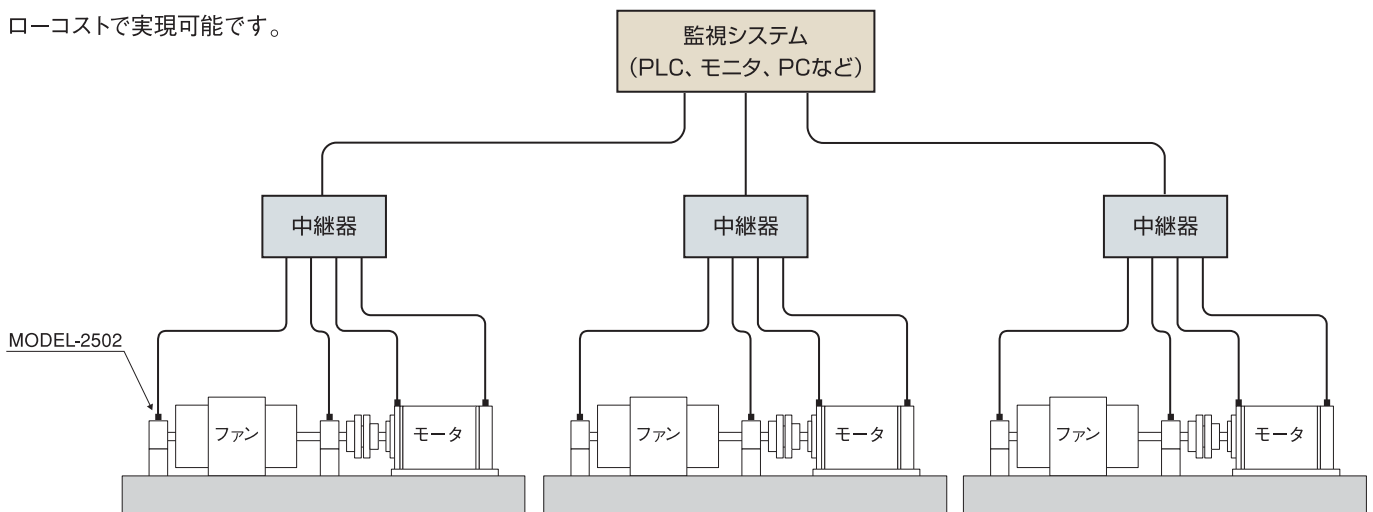 ローコストで実現可能です。
監視システム
（PLC、モニタ、PCなど）
中継器
中継器
中継器
MODEL-2502
ファン
モータ
ファン
モータ
ファン
モータ